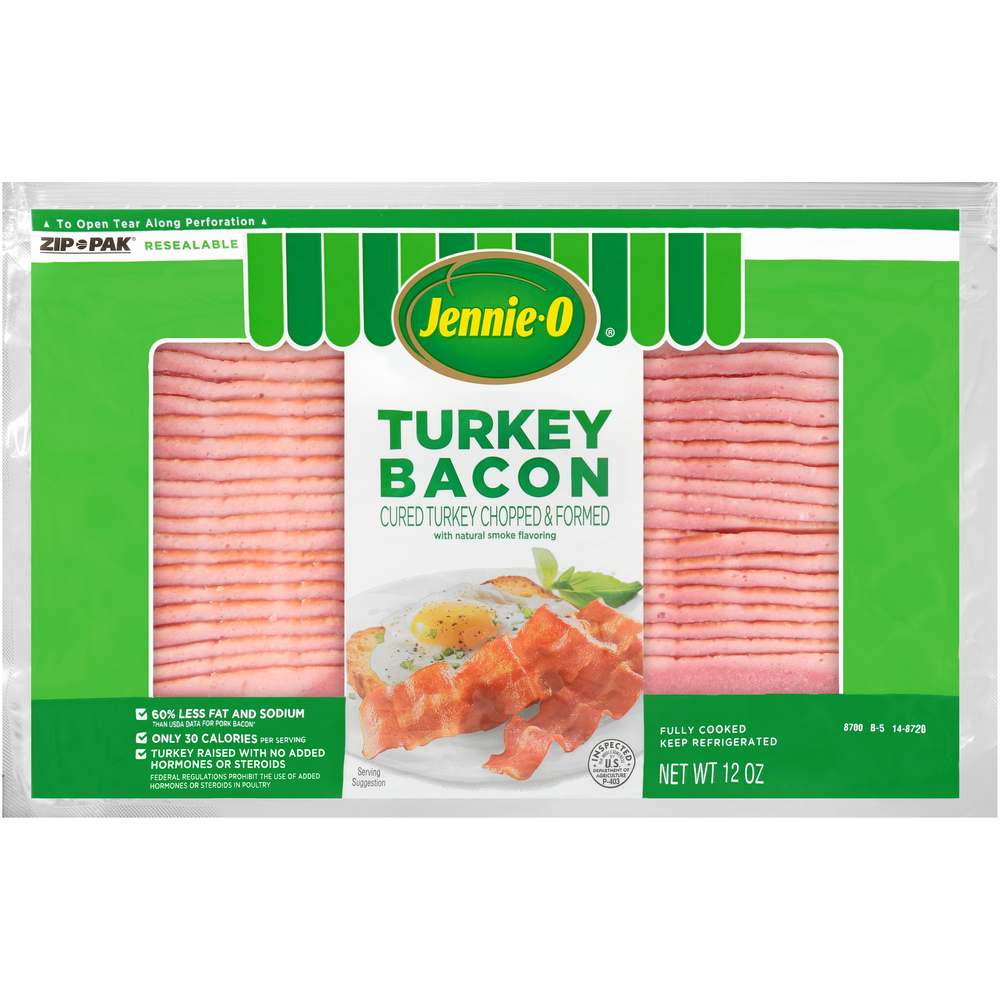 ▲ To Open Tear Along Perforation ▲
ZIP PAK® RESEALABLE
Jennie-O ®
TURKEY
BACON
CURED TURKEY CHOPPED & FORMED
with natural smoke flavoring
60% LESS FAT AND SODIUM
THAN USDA DATA FOR PORK BACON*
ONLY 30 CALORIES PER SERVING
TURKEY RAISED WITH NO ADDED
HORMONES OR STEROIDS
FEDERAL REGULATIONS PROHIBIT THE USE OF ADDED
HORMONES OR STEROIDS IN POULTRY
Serving
Suggestion
INSPECTED
U.S.
DEPARTMENT OF
AGRICULTURE
P-403
FULLY COOKED
KEEP REFRIGERATED
8700 B-5 14-8720
NET WT 12 OZ